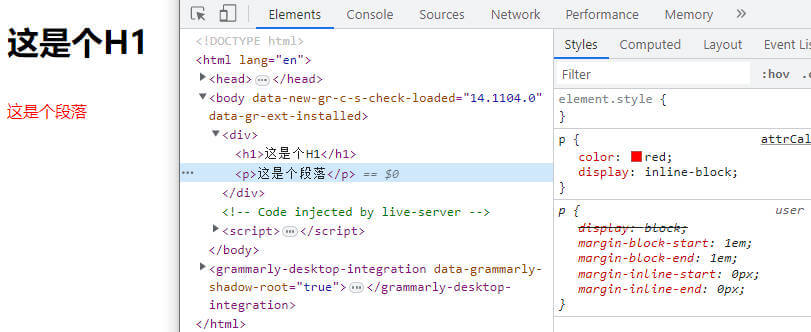 这是个H1
这是个段落
Elements Console Sources Network Performance Memory
<!DOCTYPE html>
<html lang="en">
<head>…</head>
<body data-new-gr-c-s-check-loaded="14.1104.0"
data-gr-ext-installed>
<div>
<h1>这是个H1</h1>
<p>这是个段落</p> == $0
</div>
<!-- Code injected by live-server -->
<script>…</script>
</body>
<grammarly-desktop-integration data-grammarly-
shadow-root="true">…</grammarly-desktop-
integration>
</html>
Styles Computed Layout Event Lis
Filter :hov .c
element.style {
}
p { attrCal
color: red;
display: inline-block;
}
p { user
display: block;
margin-block-start: 1em;
margin-block-end: 1em;
margin-inline-start: 0px;
margin-inline-end: 0px;
}